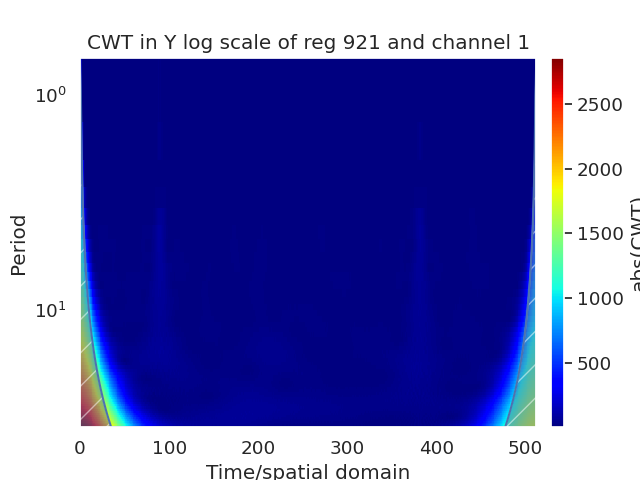 CWT in Y log scale of reg 921 and channel 1
10⁰
10¹
Period
0 100 200 300 400 500
Time/spatial domain
2500
2000
1500
1000
500
abs(CWT)